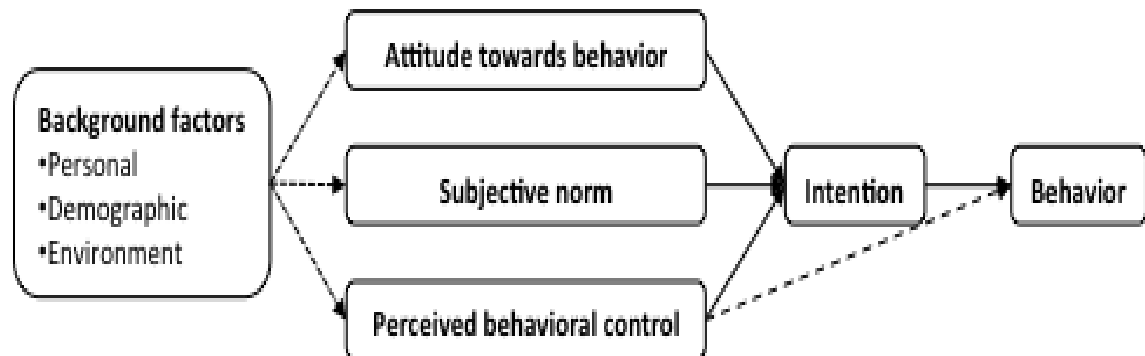 Background factors
•Personal
•Demographic
•Environment
Attitude towards behavior
Subjective norm
Perceived behavioral control
Intention
Behavior